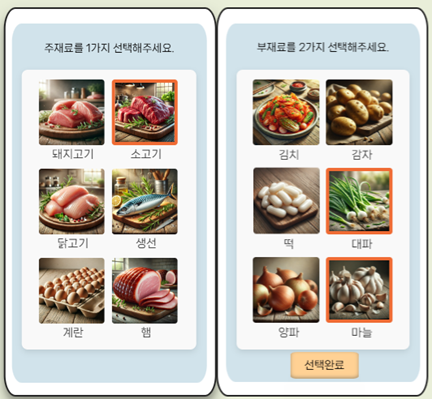 주재료를 1가지 선택해주세요.
돼지고기 소고기
닭고기 생선
계란 햄
부재료를 2가지 선택해주세요.
김치 감자
떡 대파
양파 마늘
선택완료